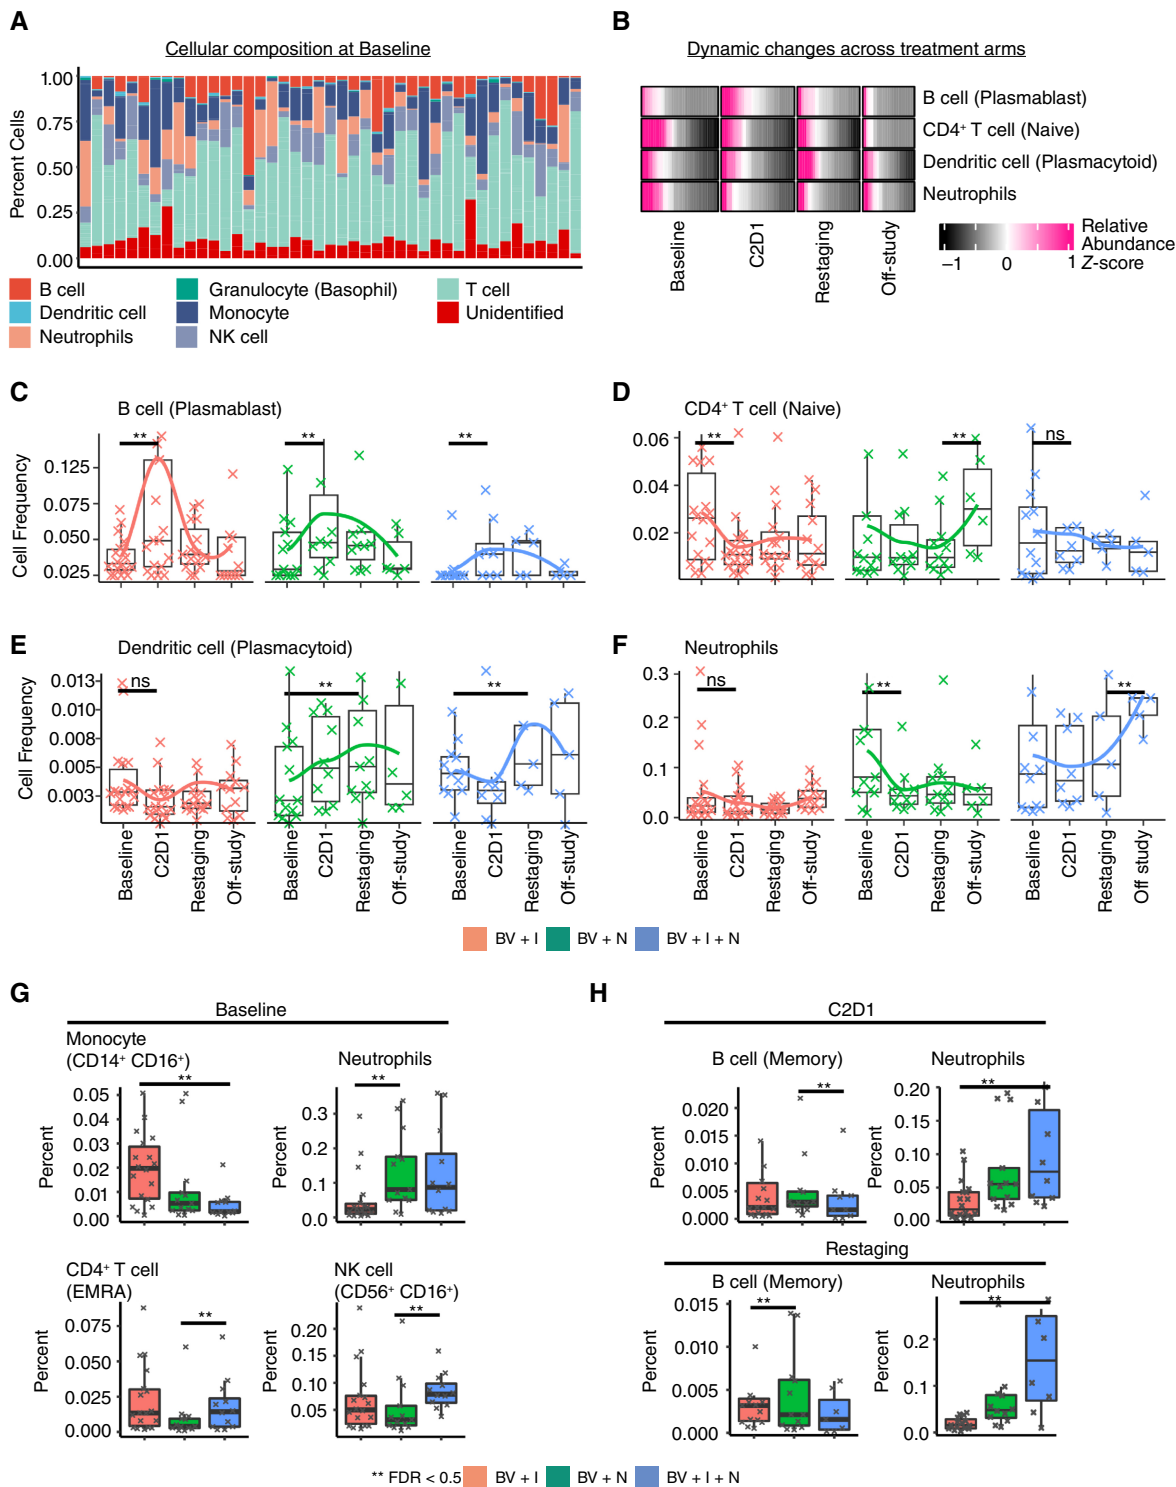 A
Cellular composition at Baseline
Percent Cells
1.00
0.75
0.50
0.25
0.00
B cell
Dendritic cell
Neutrophils
Granulocyte (Basophil)
Monocyte
NK cell
T cell
Unidentified
B
Dynamic changes across treatment arms
B cell (Plasmablast)
CD4+ T cell (Naive)
Dendritic cell (Plasmacytoid)
Neutrophils
Baseline
C2D1
Restaging
Off-study
−1 0 1
Relative
Abundance
Z-score
C
B cell (Plasmablast)
Cell Frequency
0.125
0.075
0.050
0.025
**
**
**
D
CD4+ T cell (Naive)
0.06
0.04
0.02
**
**
ns
E
Dendritic cell (Plasmacytoid)
Cell Frequency
0.013
0.010
0.008
0.005
0.003
ns
**
**
Baseline
C2D1
Restaging
Off-study
Baseline
C2D1
Restaging
Off-study
Baseline
C2D1
Restaging
Off-study
F
Neutrophils
0.3
0.2
0.1
0.0
ns
**
**
Baseline
C2D1
Restaging
Off-study
Baseline
C2D1
Restaging
Off-study
Baseline
C2D1
Restaging
Off study
BV + I BV + N BV + I + N
G
Baseline
Monocyte
(CD14+ CD16+)
Percent
0.05
0.04
0.03
0.02
0.01
0.00
**
Neutrophils
Percent
0.3
0.2
0.1
0.0
**
CD4+ T cell
(EMRA)
Percent
0.075
0.050
0.025
0.000
**
NK cell
(CD56+ CD16+)
Percent
0.20
0.15
0.10
0.05
**
H
C2D1
B cell (Memory)
Percent
0.020
0.015
0.010
0.005
0.000
**
Neutrophils
Percent
0.20
0.15
0.10
0.05
0.00
**
Restaging
B cell (Memory)
Percent
0.015
0.010
0.005
0.000
**
Neutrophils
Percent
0.2
0.1
0.0
**
** FDR < 0.5 BV + I BV + N BV + I + N